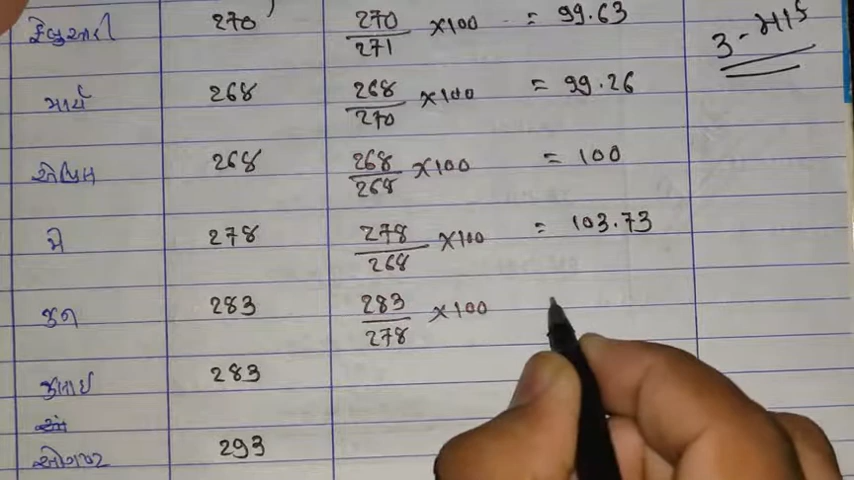 ફેબ્રુઆરી 270 270/271 ×100 = 99.63
3-માર્ક
માર્ચ 268 268/270 ×100 = 99.26
એપ્રિલ 268 268/268 ×100 = 100
મે 278 278/268 ×100 = 103.73
જુન 283 283/278 ×100
જુલાઈ 283
ઓગષ્ટ 293